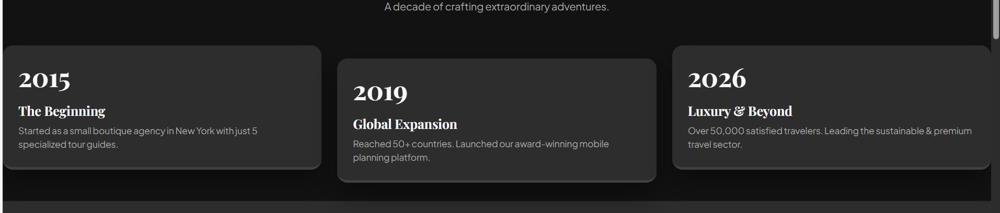 A decade of crafting extraordinary adventures.
2015
The Beginning
Started as a small boutique agency in New York with just 5
specialized tour guides.
2019
Global Expansion
Reached 50+ countries. Launched our award-winning mobile
planning platform.
2026
Luxury & Beyond
Over 50,000 satisfied travelers. Leading the sustainable & premium
travel sector.